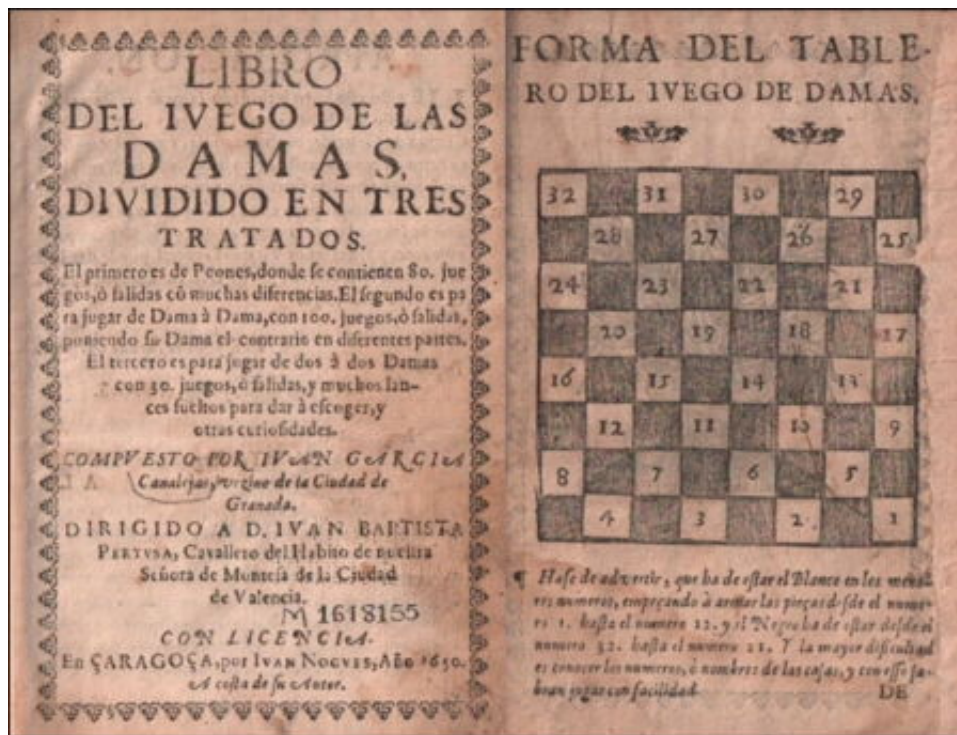 LIBRO
DEL IVEGO DE LAS
DAMAS,
DIVIDIDO EN TRES
TRATADOS.
El primero es de Peones, donde se contienen 80. jue
gos, ò salidas cõ muchas diferencias. El segundo es pa
ra jugar de Dama à Dama, con 100. juegos, ò salidas,
poniendo su Dama el contrario en diferentes partes.
El tercero es para jugar de dos à dos Damas
con 30. juegos, ò salidas, y muchos lan-
ces sueltos para dar à escoger, y
otras curiosidades.
COMPVESTO POR IVAN GARCIA
Canalejas, vezino de la Ciudad de
Granada.
DIRIGIDO A D. IVAN BAPTISTA
PERTVSA, Cavallero del Habito de nuestra
Señora de Montesa de la Ciudad
de Valencia.
M 1618155
CON LICENCIA.
En ÇARAGOÇA, por IVAN NOGVES, Año 1650.
A costa de su Autor.
FORMA DEL TABLE-
RO DEL IVEGO DE DAMAS,
32 31 30 29
28 27 26 25
24 23 22 21
20 19 18 17
16 15 14 13
12 11 10 9
8 7 6 5
4 3 2 1
¶ Hase de advertir, que ha de estar el Blanco en los meno-
res numeros, empeçando à armar las pieças desde el nume-
ro 1. hasta el numero 12. y el Negro ha de estar desde el
numero 32. hasta el numero 21. Y la mayor dificultad
es conocer los numeros, ò nombres de las casas, y con esso sa-
bran jugar con facilidad.
DE